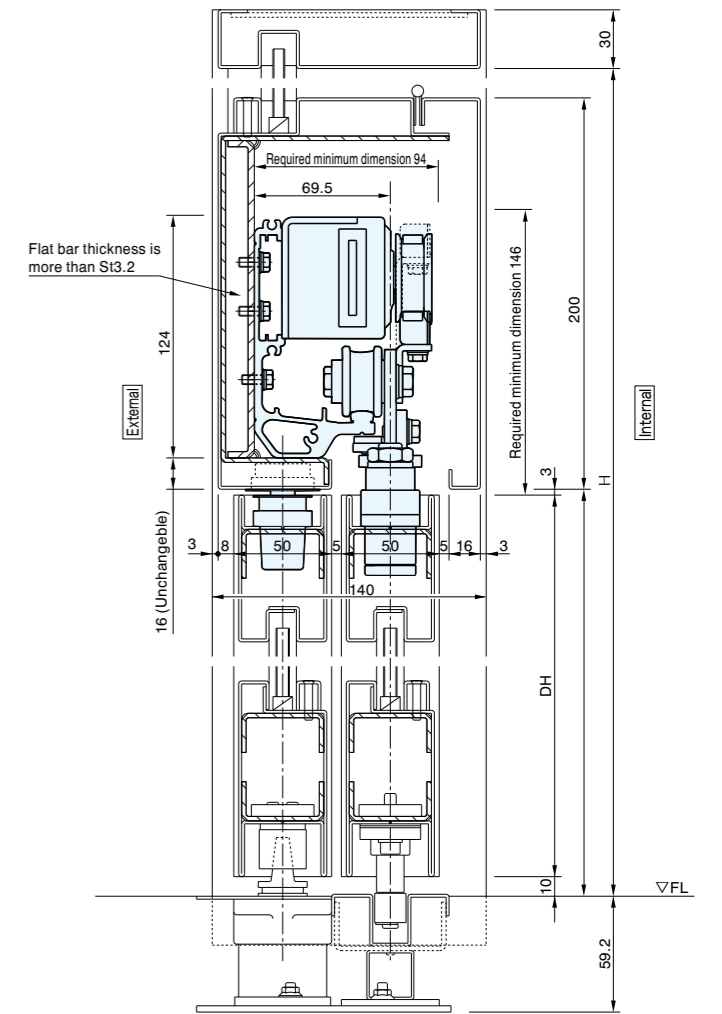 30
Required minimum dimension 94
69.5
Flat bar thickness is
more than St3.2
124
Required minimum dimension 146
200
External
Internal
H
3
16 (Unchangeble)
3
8
50
5
50
5
16
3
140
DH
10
▽FL
59.2